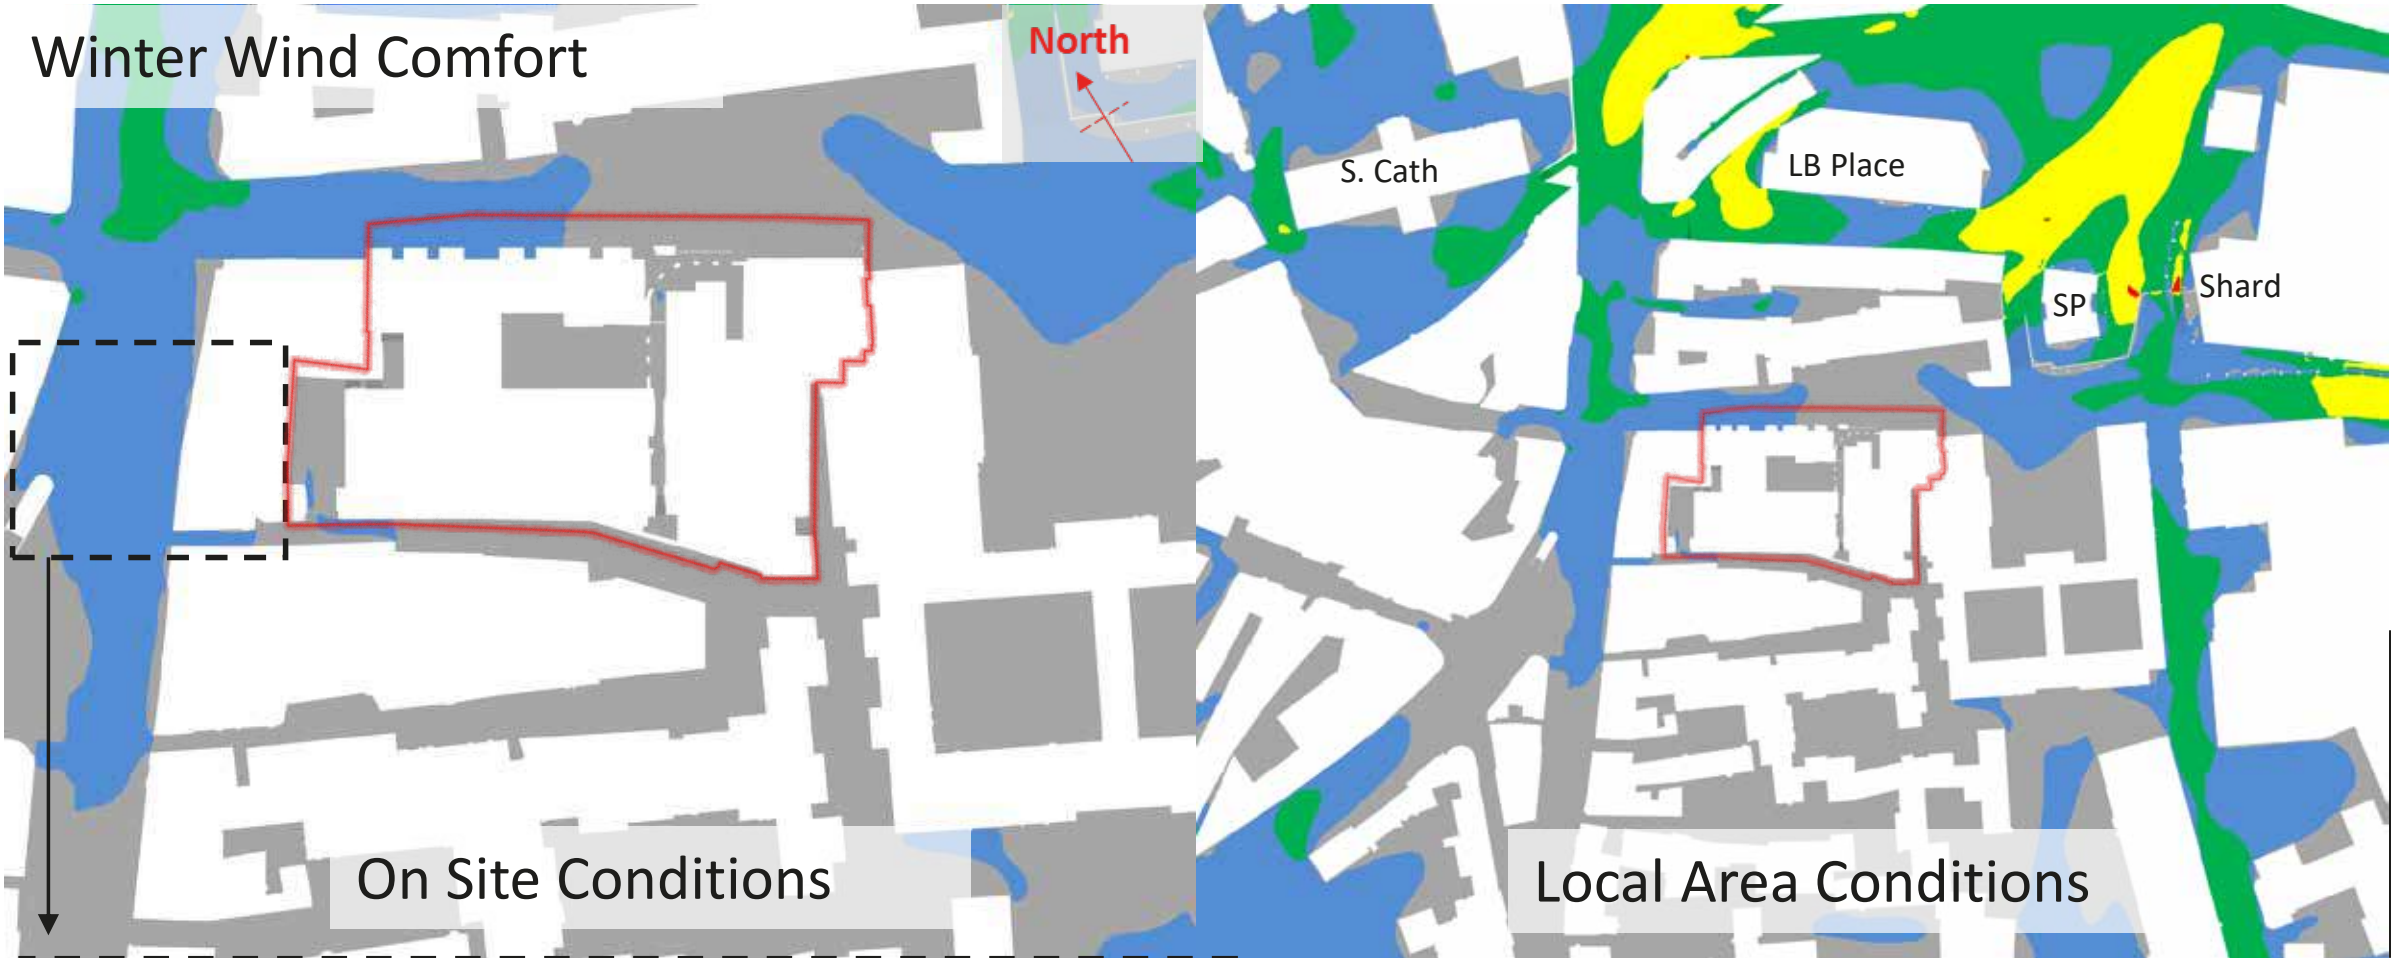 Winter Wind Comfort
North
S. Cath
LB Place
SP
Shard
On Site Conditions
Local Area Conditions